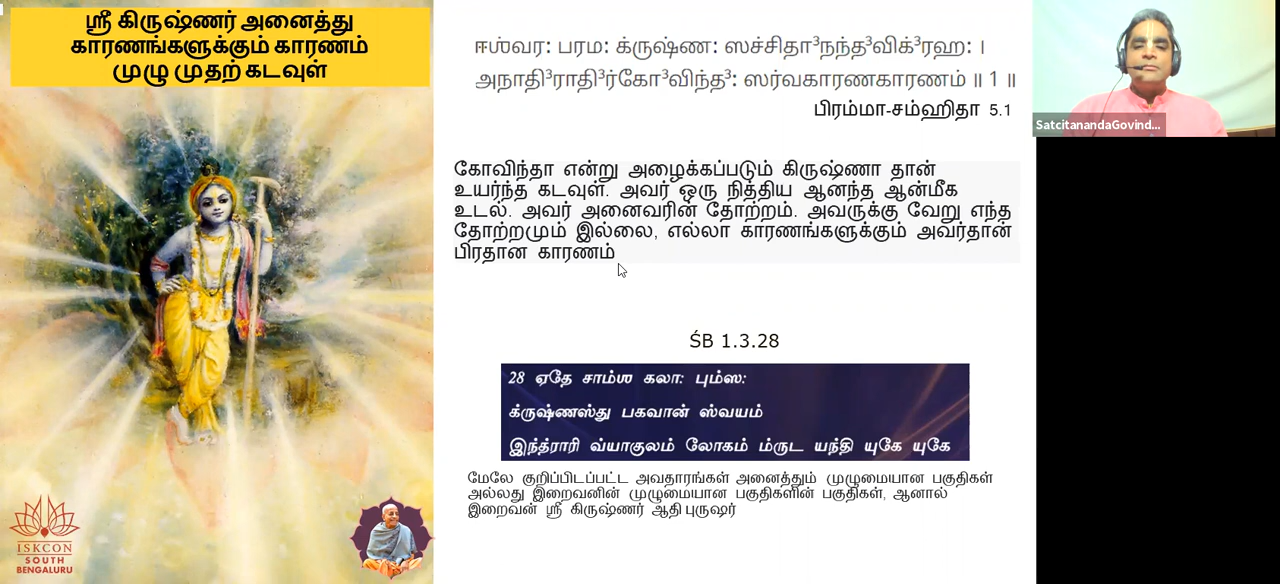 ஸ்ரீ கிருஷ்ணர் அனைத்து
காரணங்களுக்கும் காரணம்
முழு முதற் கடவுள்
ஈஶ்வர: பரம: க்ருஷ்ண: ஸச்சிதா³நந்த³விக்³ரஹ: ।
அநாதி³ராதி³ர்கோ³விந்த³: ஸர்வகாரணகாரணம் ॥ 1 ॥
பிரம்மா-சம்ஹிதா 5.1
கோவிந்தா என்று அழைக்கப்படும் கிருஷ்ணா தான்
உயர்ந்த கடவுள். அவர் ஒரு நித்திய ஆனந்த ஆன்மீக
உடல். அவர் அனைவரின் தோற்றம். அவருக்கு வேறு எந்த
தோற்றமும் இல்லை, எல்லா காரணங்களுக்கும் அவர்தான்
பிரதான காரணம்
ŚB 1.3.28
28 ஏதே சாம்ஶ கலா: பும்ஸ:
க்ருஷ்ணஸ்து பகவான் ஸ்வயம்
இந்த்ராரி வ்யாகுலம் லோகம் ம்ருட யந்தி யுகே யுகே
மேலே குறிப்பிடப்பட்ட அவதாரங்கள் அனைத்தும் முழுமையான பகுதிகள்
அல்லது இறைவனின் முழுமையான பகுதிகளின் பகுதிகள், ஆனால்
இறைவன் ஸ்ரீ கிருஷ்ணர் ஆதி புருஷர்
ISKCON
SOUTH
BENGALURU
SatcitanandaGovind...